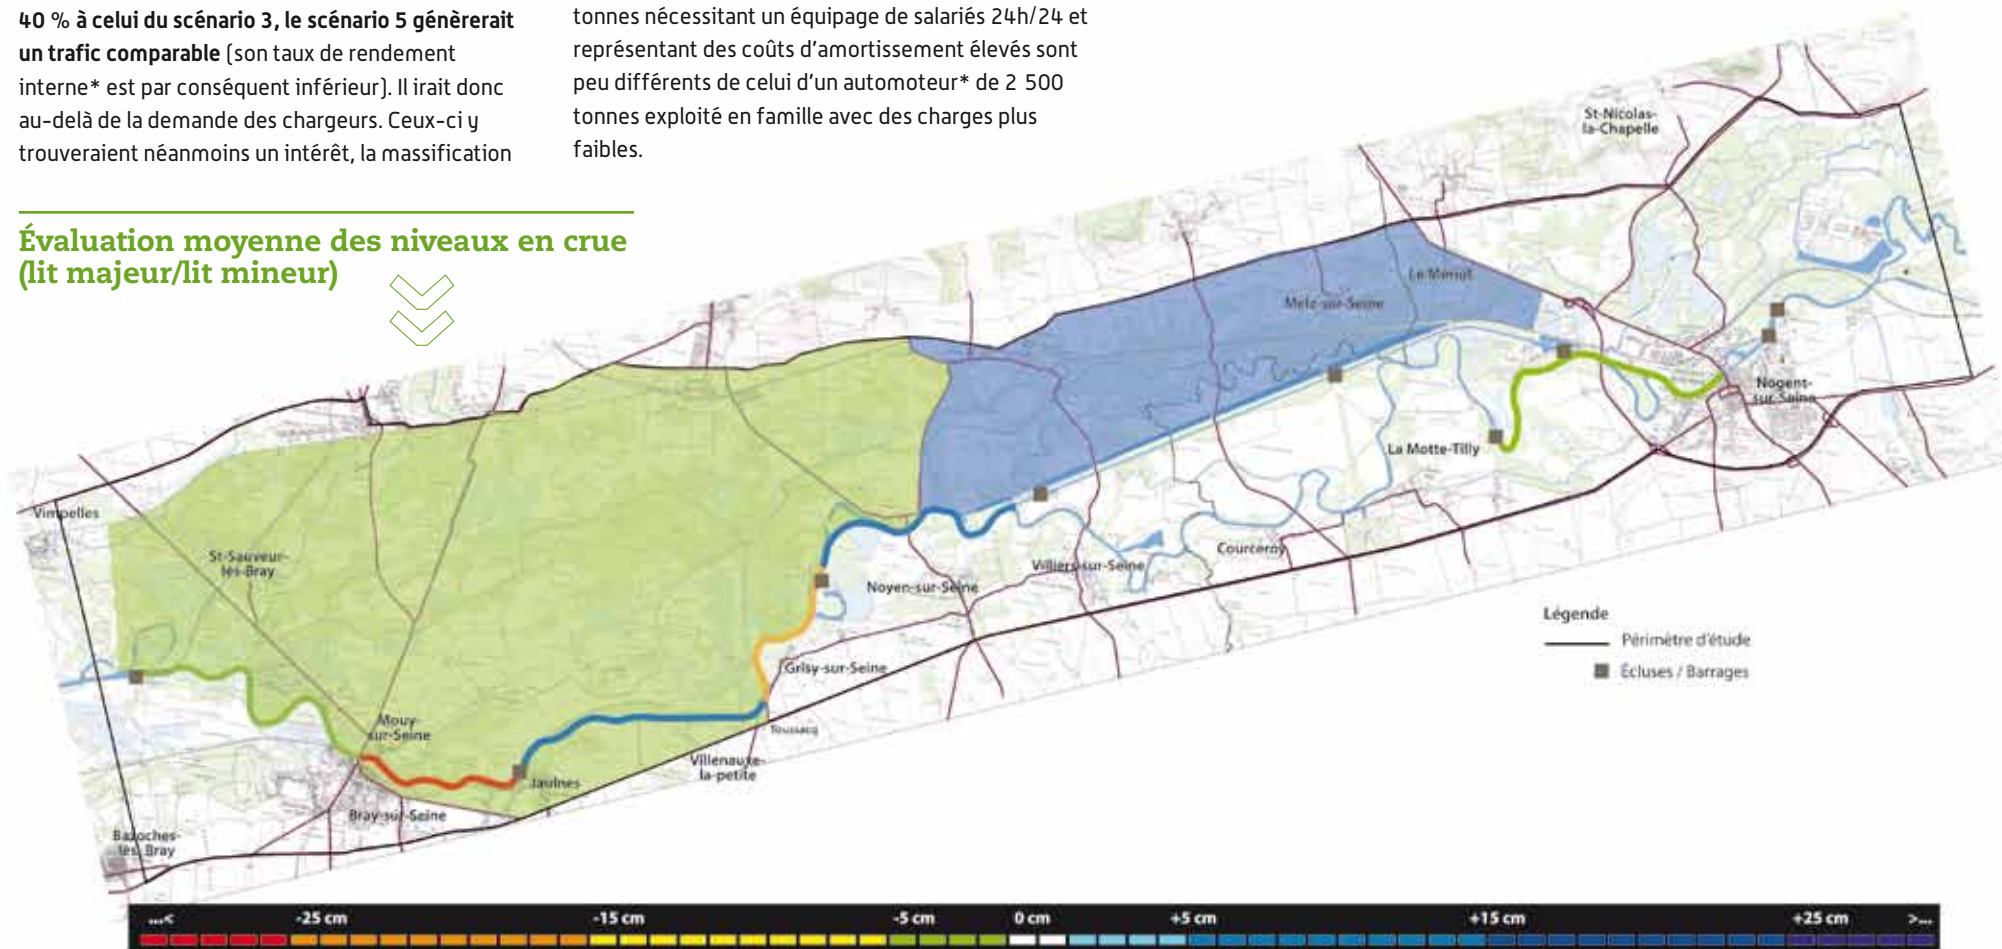 40 % à celui du scénario 3, le scénario 5 génèrerait
un trafic comparable (son taux de rendement
interne* est par conséquent inférieur). Il irait donc
au-delà de la demande des chargeurs. Ceux-ci y
trouveraient néanmoins un intérêt, la massification
tonnes nécessitant un équipage de salariés 24h/24 et
représentant des coûts d'amortissement élevés sont
peu différents de celui d'un automoteur* de 2 500
tonnes exploité en famille avec des charges plus
faibles.
Évaluation moyenne des niveaux en crue
(lit majeur/lit mineur)
St-Nicolas-
la-Chapelle
Le Mériot
Melz-sur-Seine
Nogent-
sur-Seine
La Motte-Tilly
Vimpelles
St-Sauveur-
lès-Bray
Courceroy
Villiers-sur-Seine
Noyen-sur-Seine
Grisy-sur-Seine
Toussacq
Mouy-
sur-Seine
Villenauxe-
la-petite
Jaulnes
Bray-sur-Seine
Bazoches-
lès Bray
Légende
Périmètre d'étude
Écluses / Barrages
...< -25 cm -15 cm -5 cm 0 cm +5 cm +15 cm +25 cm >...